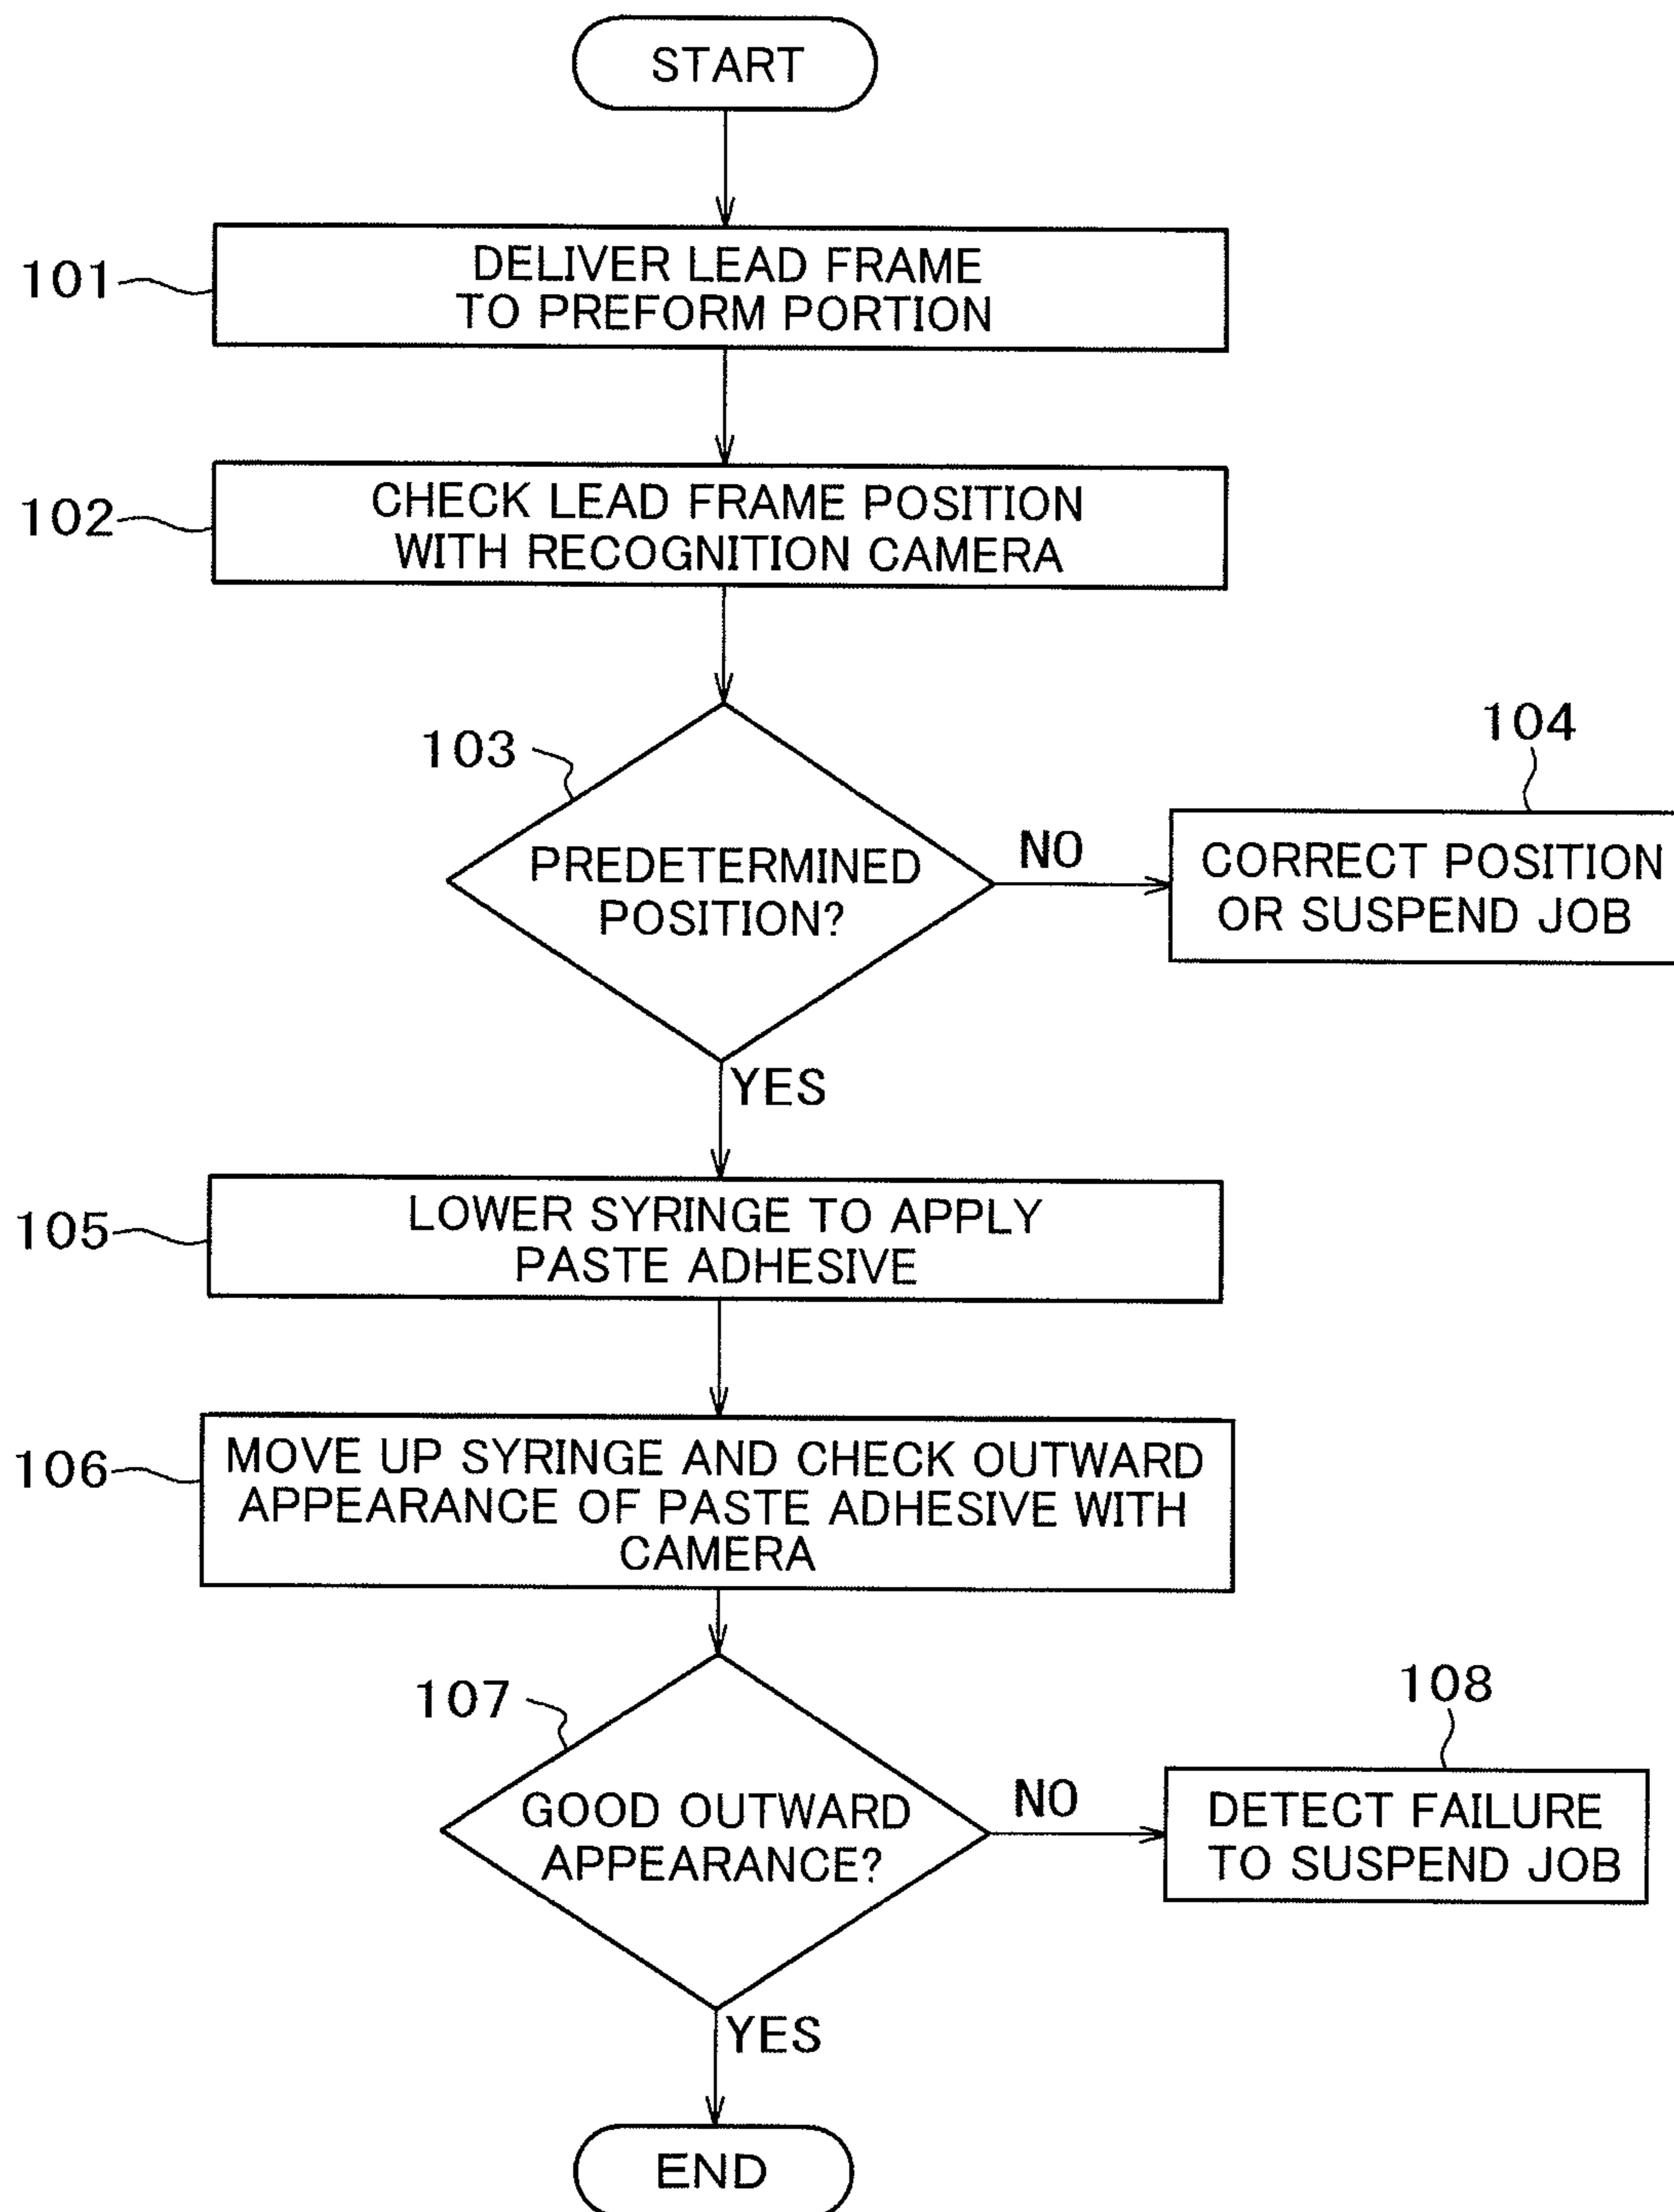 START
101
DELIVER LEAD FRAME
TO PREFORM PORTION
102
CHECK LEAD FRAME POSITION
WITH RECOGNITION CAMERA
103
PREDETERMINED
POSITION?
NO
104
CORRECT POSITION
OR SUSPEND JOB
YES
105
LOWER SYRINGE TO APPLY
PASTE ADHESIVE
106
MOVE UP SYRINGE AND CHECK OUTWARD
APPEARANCE OF PASTE ADHESIVE WITH
CAMERA
107
GOOD OUTWARD
APPEARANCE?
NO
108
DETECT FAILURE
TO SUSPEND JOB
YES
END